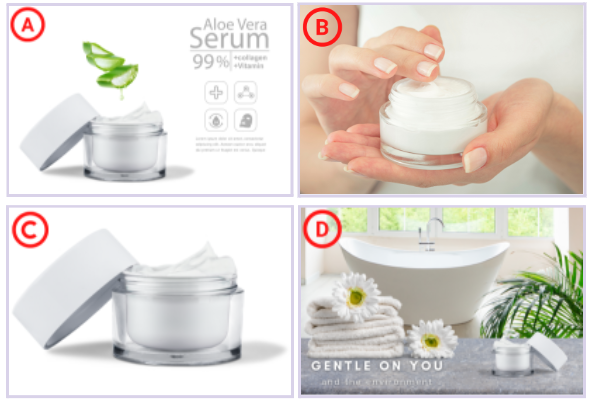 A
Aloe Vera
Serum
99%
+collagen
+Vitamin
B
C
D
GENTLE ON YOU
and the environment